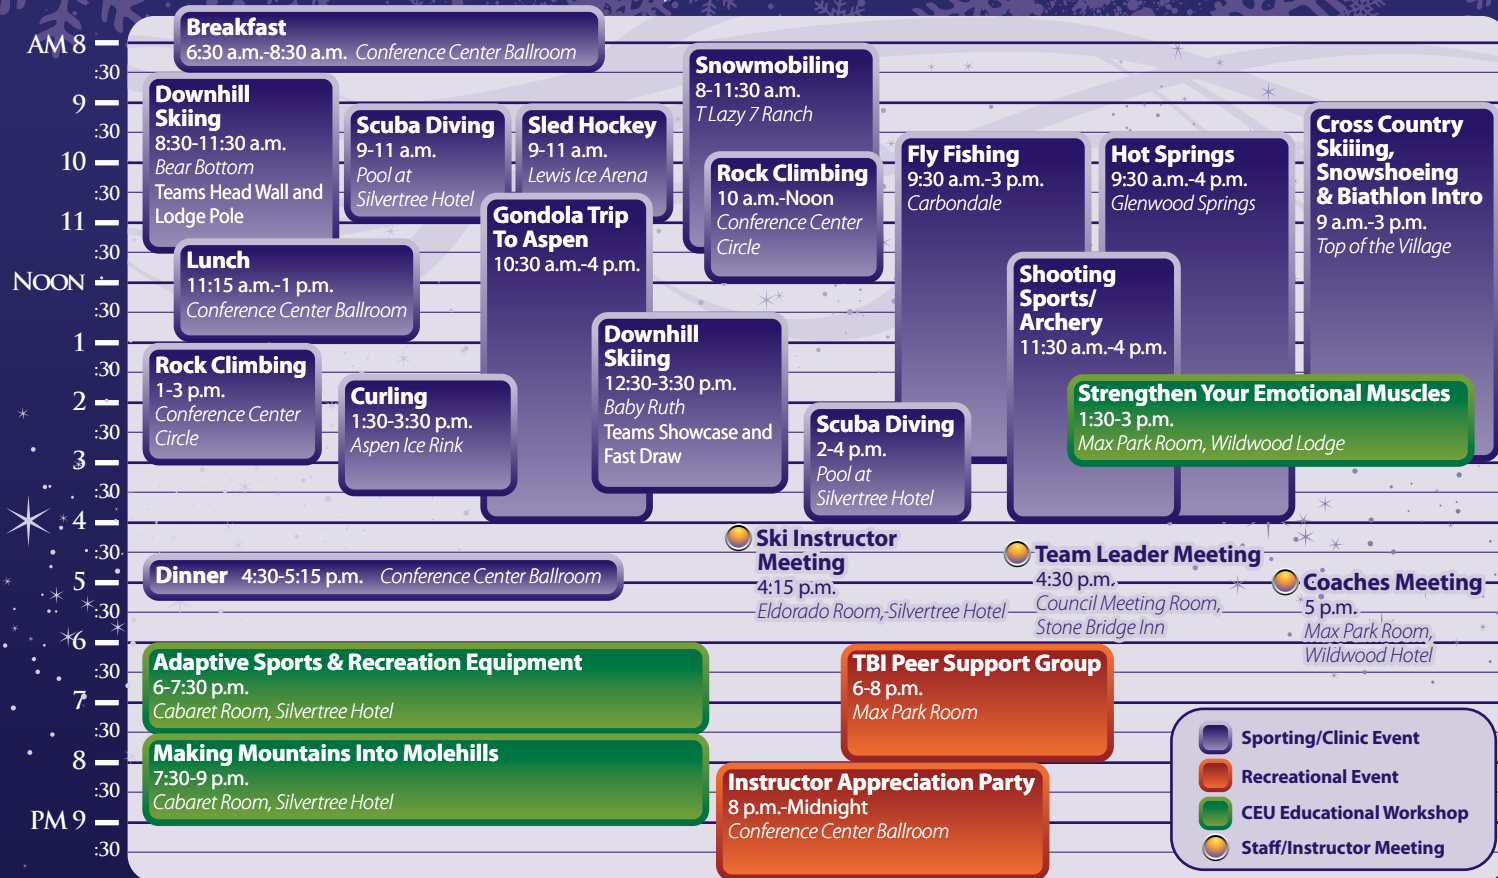 AM 8
:30
9
:30
10
:30
11
:30
NOON
:30
1
:30
2
:30
3
:30
4
:30
5
:30
6
:30
7
:30
8
:30
PM 9
:30
Breakfast
6:30 a.m.-8:30 a.m. Conference Center Ballroom
Downhill
Skiing
8:30-11:30 a.m.
Bear Bottom
Teams Head Wall and
Lodge Pole
Scuba Diving
9-11 a.m.
Pool at
Silvertree Hotel
Sled Hockey
9-11 a.m.
Lewis Ice Arena
Snowmobiling
8-11:30 a.m.
T Lazy 7 Ranch
Rock Climbing
10 a.m.-Noon
Conference Center
Circle
Fly Fishing
9:30 a.m.-3 p.m.
Carbondale
Hot Springs
9:30 a.m.-4 p.m.
Glenwood Springs
Cross Country
Skiiing,
Snowshoeing
& Biathlon Intro
9 a.m.-3 p.m.
Top of the Village
Gondola Trip
To Aspen
10:30 a.m.-4 p.m.
Lunch
11:15 a.m.-1 p.m.
Conference Center Ballroom
Shooting
Sports/
Archery
11:30 a.m.-4 p.m.
Downhill
Skiing
12:30-3:30 p.m.
Baby Ruth
Teams Showcase and
Fast Draw
Rock Climbing
1-3 p.m.
Conference Center
Circle
Curling
1:30-3:30 p.m.
Aspen Ice Rink
Scuba Diving
2-4 p.m.
Pool at
Silvertree Hotel
Strengthen Your Emotional Muscles
1:30-3 p.m.
Max Park Room, Wildwood Lodge
Dinner 4:30-5:15 p.m. Conference Center Ballroom
Ski Instructor
Meeting
4:15 p.m.
Eldorado Room, Silvertree Hotel
Team Leader Meeting
4:30 p.m.
Council Meeting Room,
Stone Bridge Inn
Coaches Meeting
5 p.m.
Max Park Room,
Wildwood Hotel
Adaptive Sports & Recreation Equipment
6-7:30 p.m.
Cabaret Room, Silvertree Hotel
TBI Peer Support Group
6-8 p.m.
Max Park Room
Making Mountains Into Molehills
7:30-9 p.m.
Cabaret Room, Silvertree Hotel
Instructor Appreciation Party
8 p.m.-Midnight
Conference Center Ballroom
Sporting/Clinic Event
Recreational Event
CEU Educational Workshop
Staff/Instructor Meeting